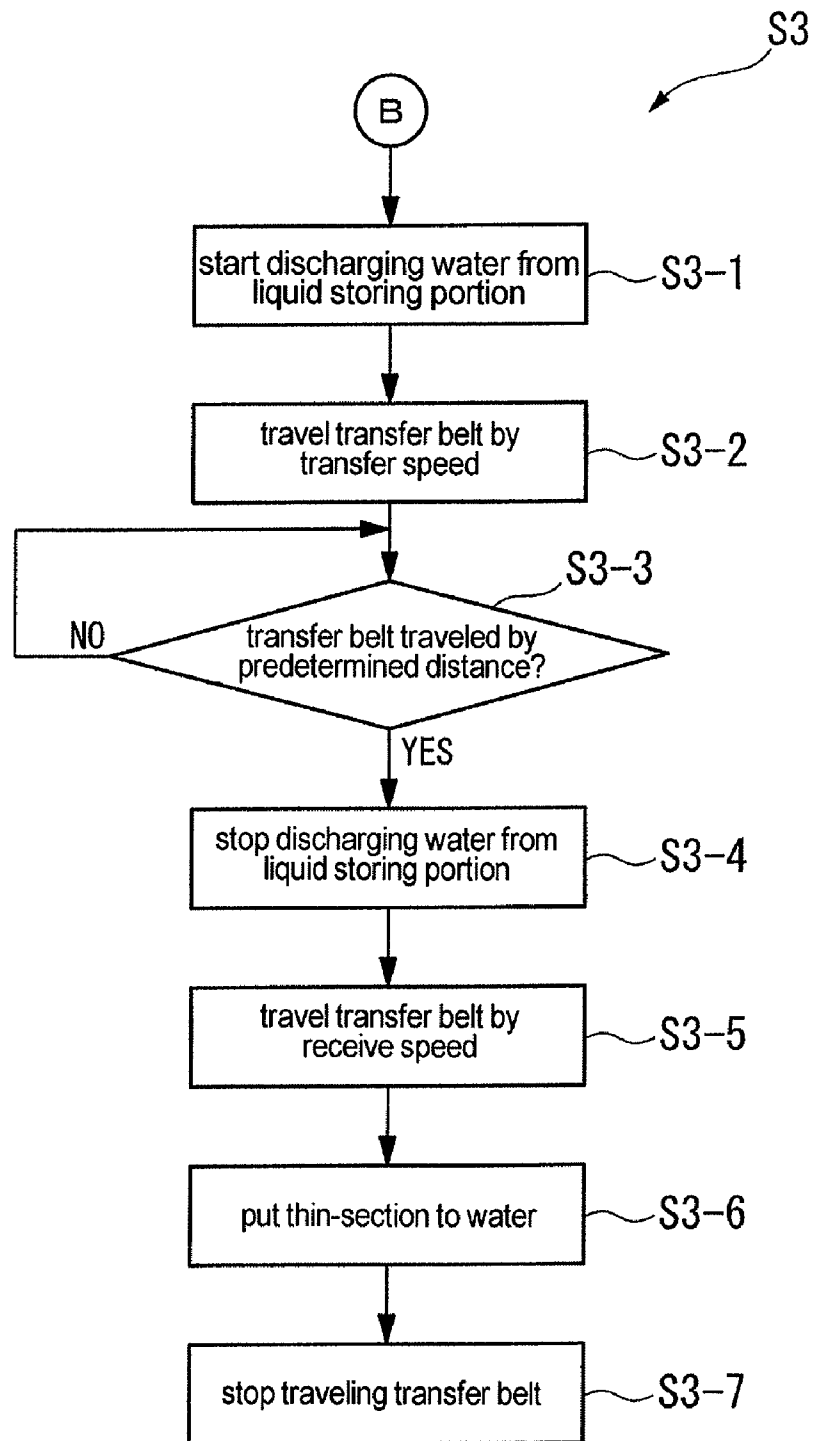 S3
B
start discharging water from
liquid storing portion
S3-1
travel transfer belt by
transfer speed
S3-2
S3-3
NO
transfer belt traveled by
predetermined distance?
YES
stop discharging water from
liquid storing portion
S3-4
travel transfer belt by
receive speed
S3-5
put thin-section to water
S3-6
stop traveling transfer belt
S3-7